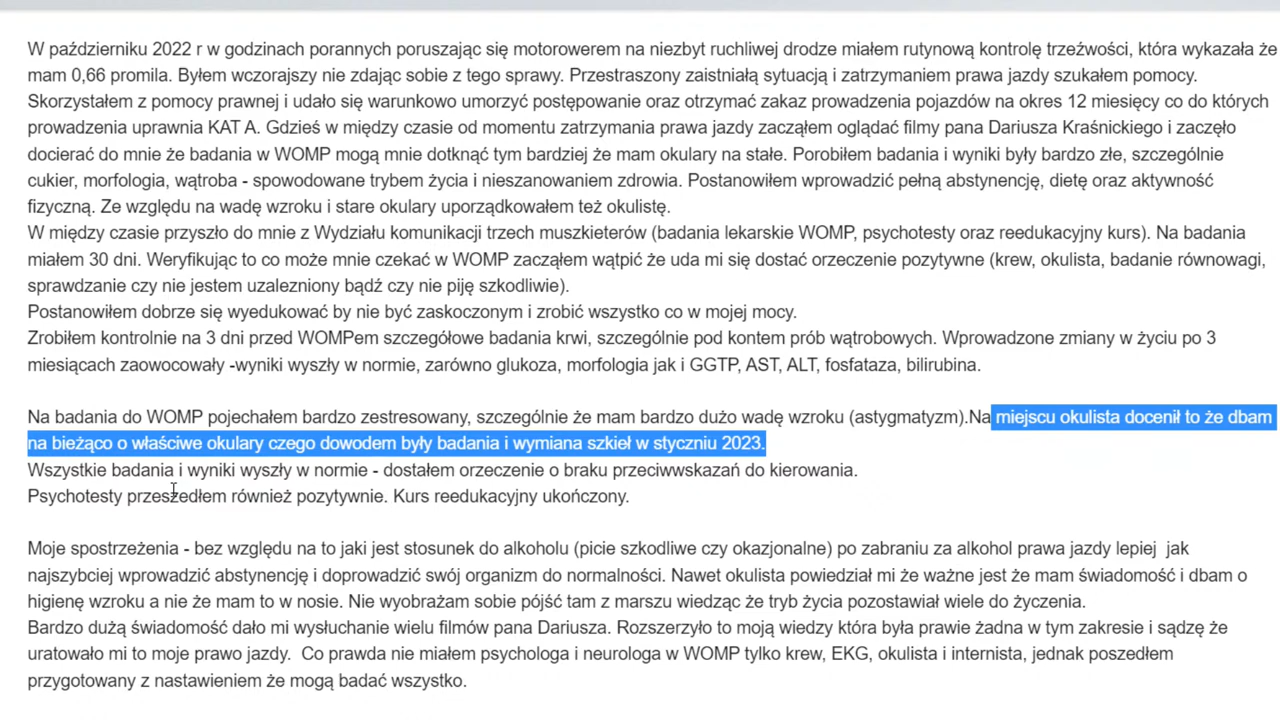 W październiku 2022 r w godzinach porannych poruszając się motorowerem na niezbyt ruchliwej drodze miałem rutynową kontrolę trzeźwości, która wykazała że
mam 0,66 promila. Byłem wczorajszy nie zdając sobie z tego sprawy. Przestraszony zaistniałą sytuacją i zatrzymaniem prawa jazdy szukałem pomocy.
Skorzystałem z pomocy prawnej i udało się warunkowo umorzyć postępowanie oraz otrzymać zakaz prowadzenia pojazdów na okres 12 miesięcy co do których
prowadzenia uprawnia KAT A. Gdzieś w między czasie od momentu zatrzymania prawa jazdy zacząłem oglądać filmy pana Dariusza Kraśnickiego i zaczęło
docierać do mnie że badania w WOMP mogą mnie dotknąć tym bardziej że mam okulary na stałe. Porobiłem badania i wyniki były bardzo złe, szczególnie
cukier, morfologia, wątroba - spowodowane trybem życia i nieszanowaniem zdrowia. Postanowiłem wprowadzić pełną abstynencję, dietę oraz aktywność
fizyczną. Ze względu na wadę wzroku i stare okulary uporządkowałem też okulistę.
W między czasie przyszło do mnie z Wydziału komunikacji trzech muszkieterów (badania lekarskie WOMP, psychotesty oraz reedukacyjny kurs). Na badania
miałem 30 dni. Weryfikując to co może mnie czekać w WOMP zacząłem wątpić że uda mi się dostać orzeczenie pozytywne (krew, okulista, badanie równowagi,
sprawdzanie czy nie jestem uzalezniony bądź czy nie piję szkodliwie).
Postanowiłem dobrze się wyedukować by nie być zaskoczonym i zrobić wszystko co w mojej mocy.
Zrobiłem kontrolnie na 3 dni przed WOMPem szczegółowe badania krwi, szczególnie pod kontem prób wątrobowych. Wprowadzone zmiany w życiu po 3
miesiącach zaowocowały -wyniki wyszły w normie, zarówno glukoza, morfologia jak i GGTP, AST, ALT, fosfataza, bilirubina.
Na badania do WOMP pojechałem bardzo zestresowany, szczególnie że mam bardzo dużo wadę wzroku (astygmatyzm).Na miejscu okulista docenił to że dbam
na bieżąco o właściwe okulary czego dowodem były badania i wymiana szkieł w styczniu 2023.
Wszystkie badania i wyniki wyszły w normie - dostałem orzeczenie o braku przeciwwskazań do kierowania.
Psychotesty przeszedłem również pozytywnie. Kurs reedukacyjny ukończony.
Moje spostrzeżenia - bez względu na to jaki jest stosunek do alkoholu (picie szkodliwe czy okazjonalne) po zabraniu za alkohol prawa jazdy lepiej  jak
najszybciej wprowadzić abstynencję i doprowadzić swój organizm do normalności. Nawet okulista powiedział mi że ważne jest że mam świadomość i dbam o
higienę wzroku a nie że mam to w nosie. Nie wyobrażam sobie pójść tam z marszu wiedząc że tryb życia pozostawiał wiele do życzenia.
Bardzo dużą świadomość dało mi wysłuchanie wielu filmów pana Dariusza. Rozszerzyło to moją wiedzy która była prawie żadna w tym zakresie i sądzę że
uratowało mi to moje prawo jazdy.  Co prawda nie miałem psychologa i neurologa w WOMP tylko krew, EKG, okulista i internista, jednak poszedłem
przygotowany z nastawieniem że mogą badać wszystko.